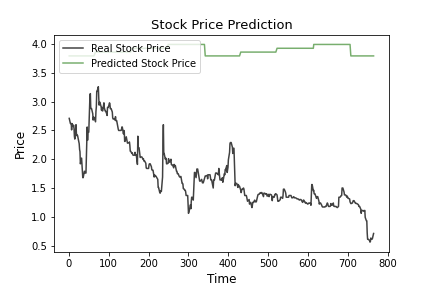 Stock Price Prediction
4.0
3.5
3.0
2.5
2.0
1.5
1.0
0.5
Price
Real Stock Price
Predicted Stock Price
0 100 200 300 400 500 600 700 800
Time